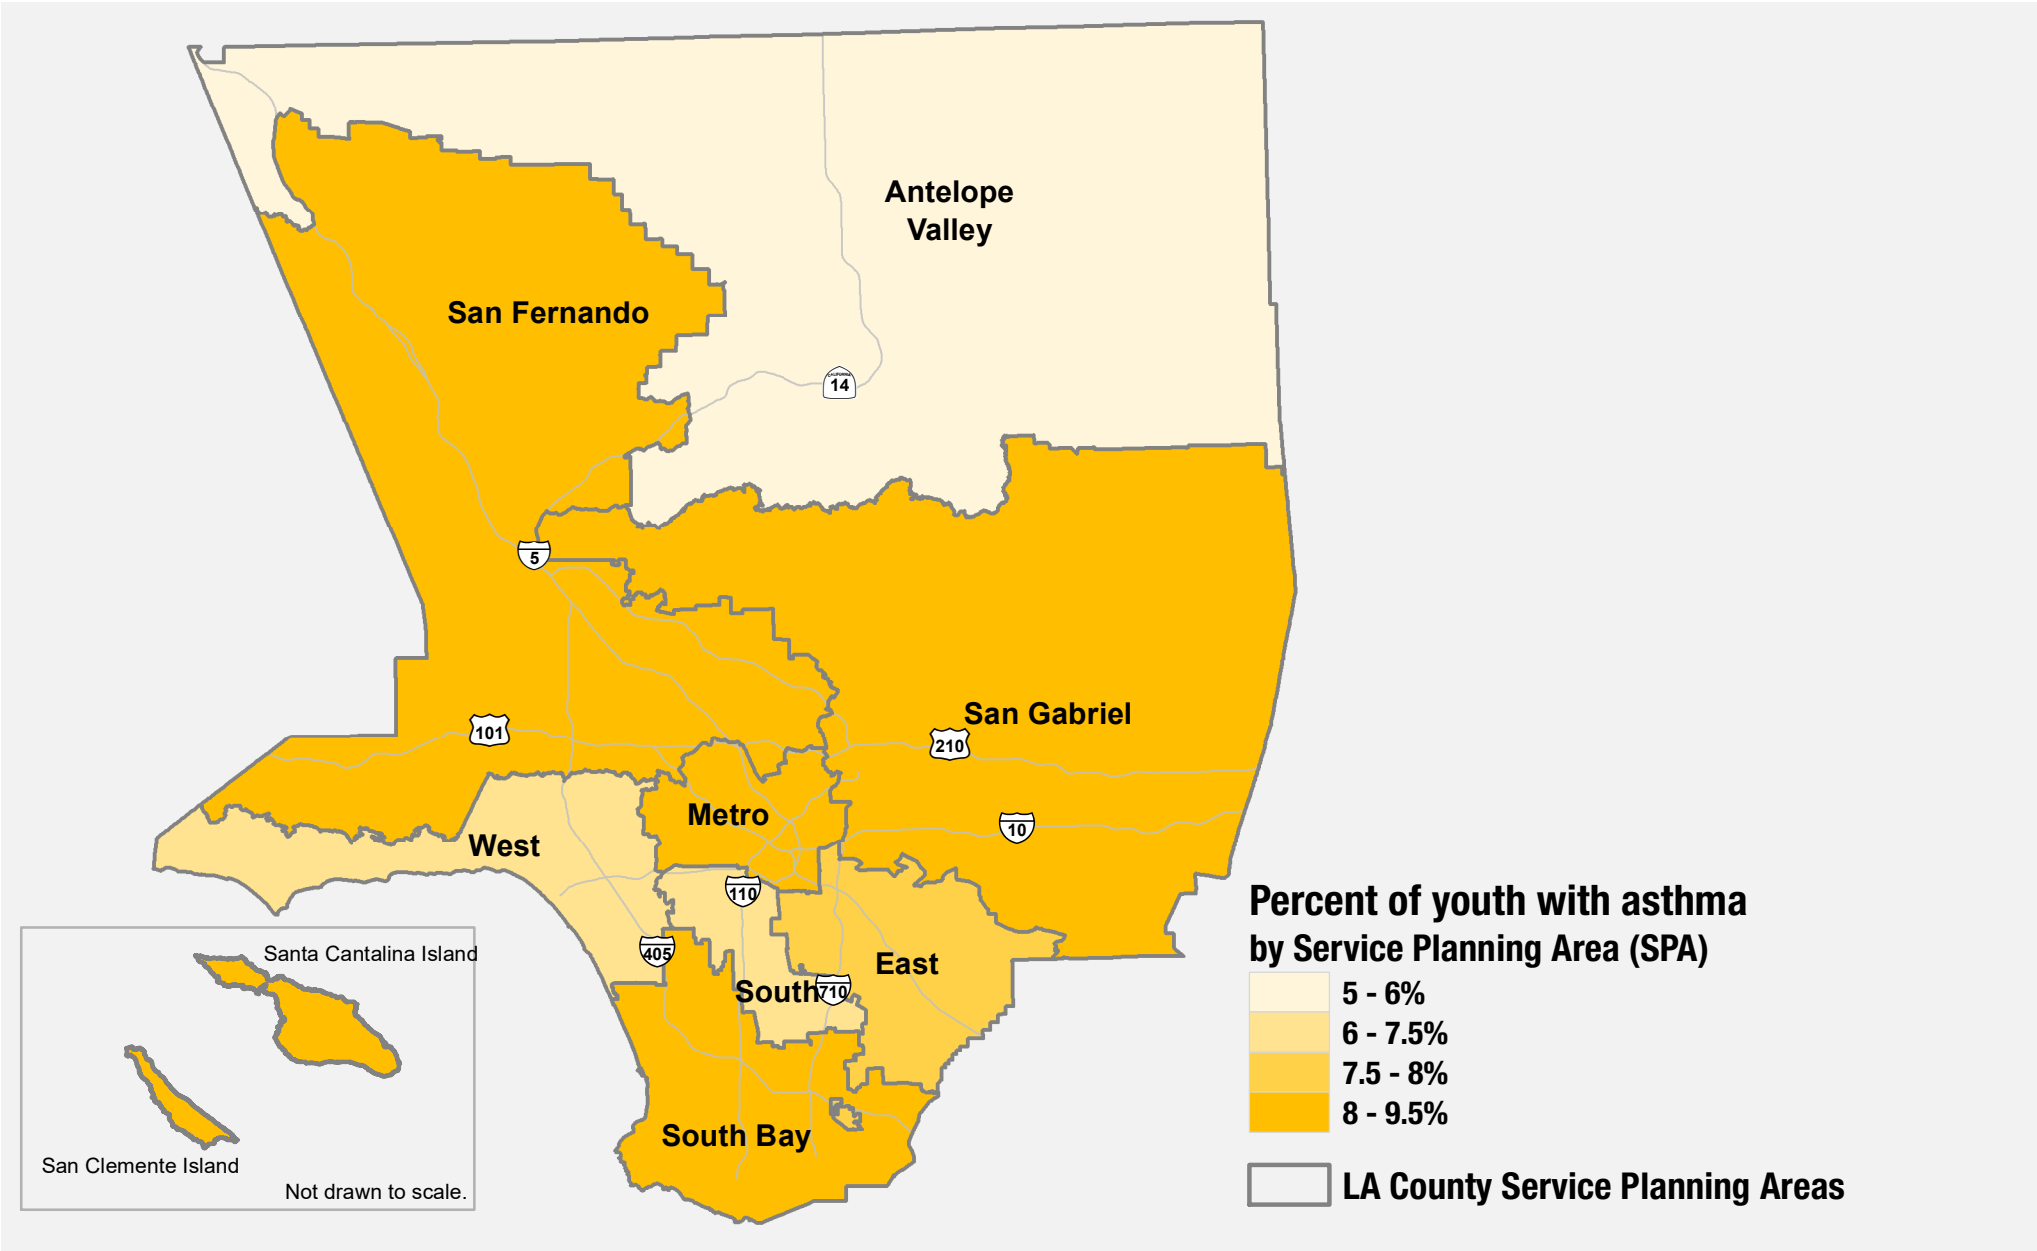 Antelope
Valley
San Fernando
CALIFORNIA
14
5
San Gabriel
101
210
Metro
10
West
110
405
East
South
710
South Bay
Santa Cantalina Island
San Clemente Island
Not drawn to scale.
Percent of youth with asthma
by Service Planning Area (SPA)
5 - 6%
6 - 7.5%
7.5 - 8%
8 - 9.5%
LA County Service Planning Areas